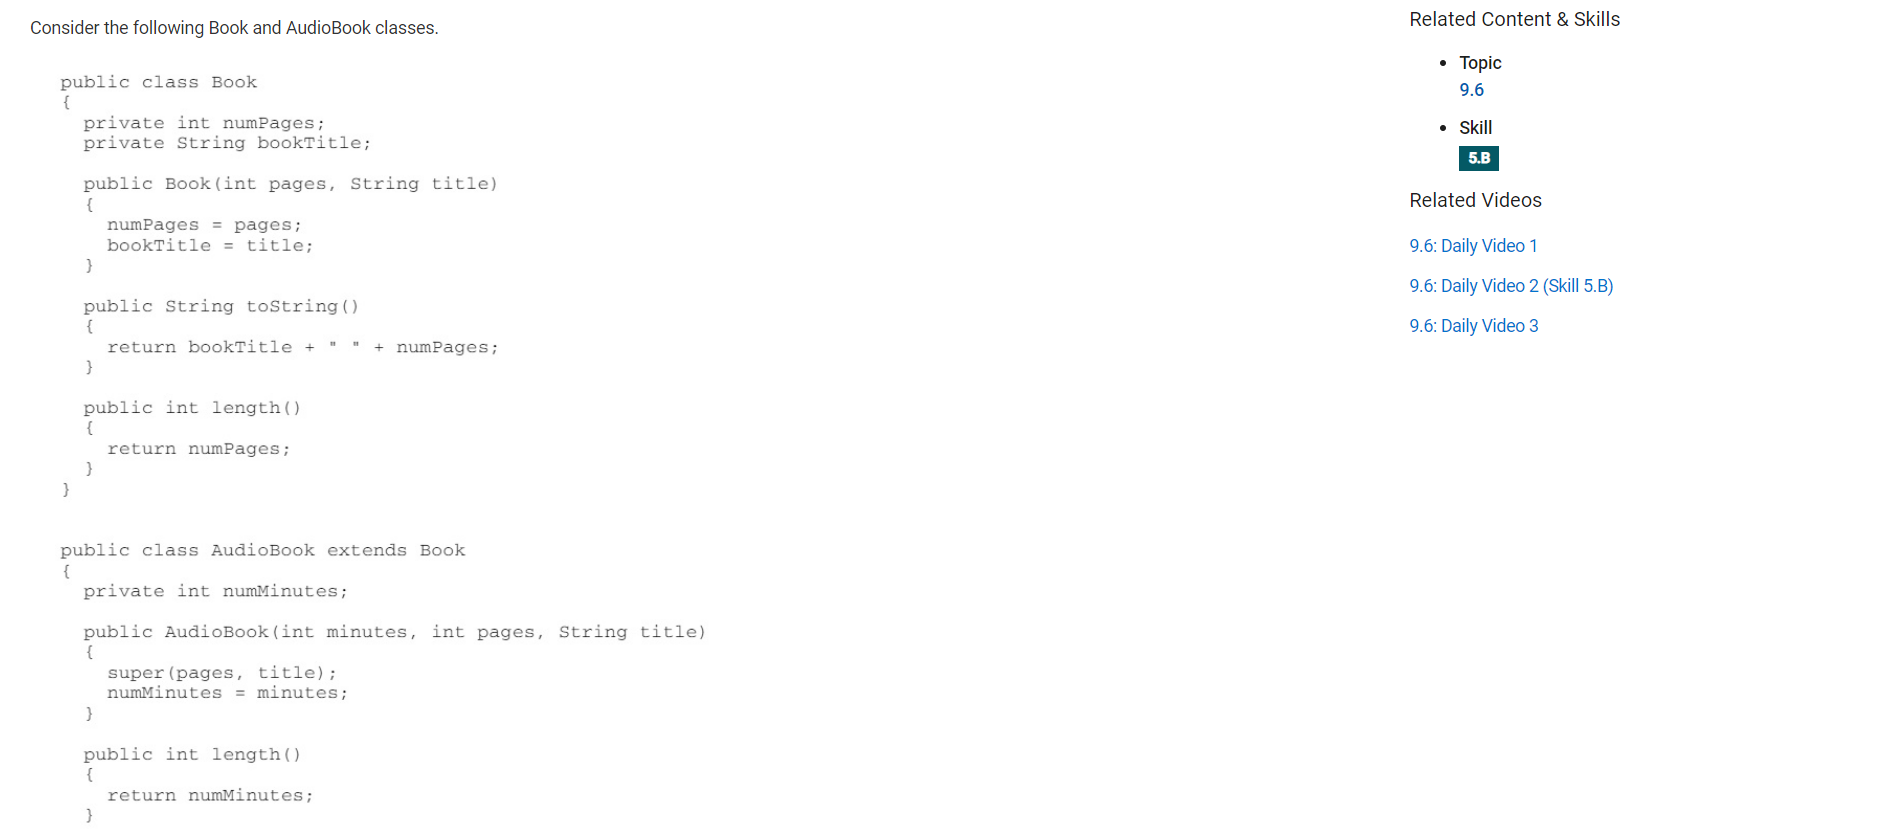 Consider the following Book and AudioBook classes.
public class Book
{
private int numPages;
private String bookTitle;
public Book(int pages, String title)
{
numPages = pages;
bookTitle = title;
}
public String toString()
{
return bookTitle + " " + numPages;
}
public int length()
{
return numPages;
}
}
public class AudioBook extends Book
{
private int numMinutes;
public AudioBook(int minutes, int pages, String title)
{
super(pages, title);
numMinutes = minutes;
}
public int length()
{
return numMinutes;
}
Related Content & Skills
• Topic
9.6
• Skill
5.B
Related Videos
9.6: Daily Video 1
9.6: Daily Video 2 (Skill 5.B)
9.6: Daily Video 3